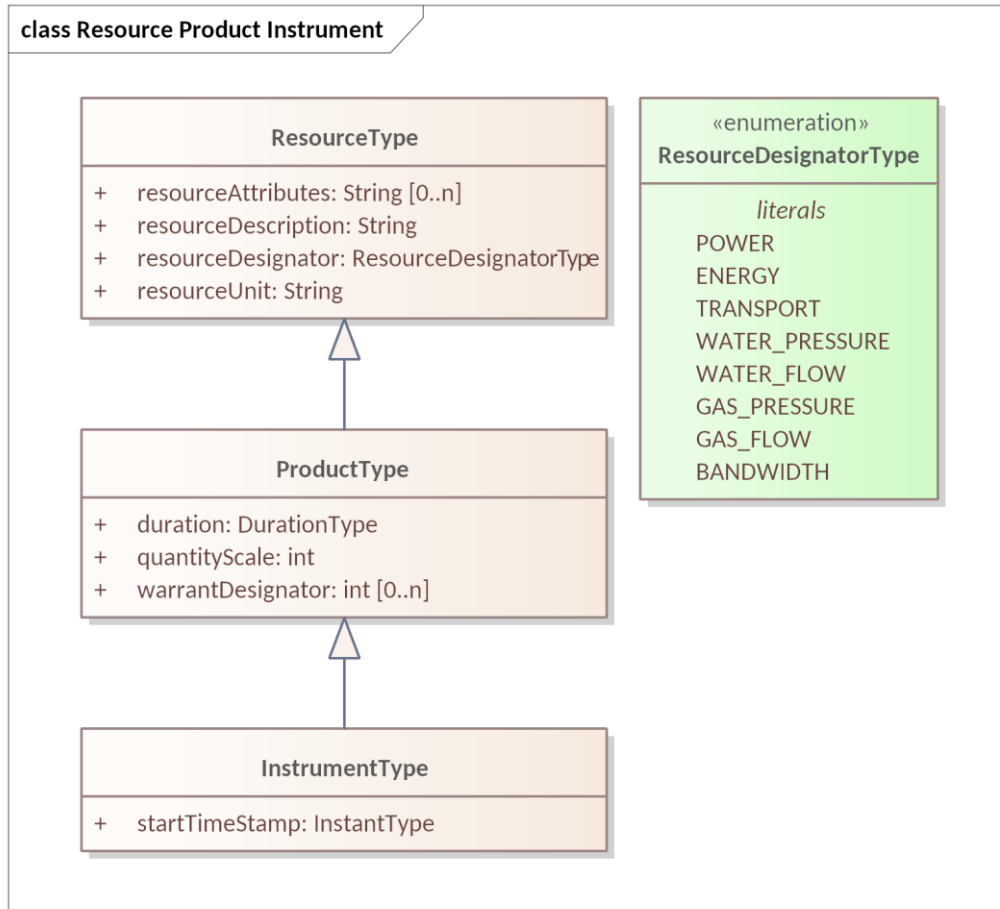 class Resource Product Instrument
ResourceType
+ resourceAttributes: String [0..n]
+ resourceDescription: String
+ resourceDesignator: ResourceDesignatorType
+ resourceUnit: String
«enumeration»
ResourceDesignatorType
literals
POWER
ENERGY
TRANSPORT
WATER_PRESSURE
WATER_FLOW
GAS_PRESSURE
GAS_FLOW
BANDWIDTH
ProductType
+ duration: DurationType
+ quantityScale: int
+ warrantDesignator: int [0..n]
InstrumentType
+ startTimeStamp: InstantType